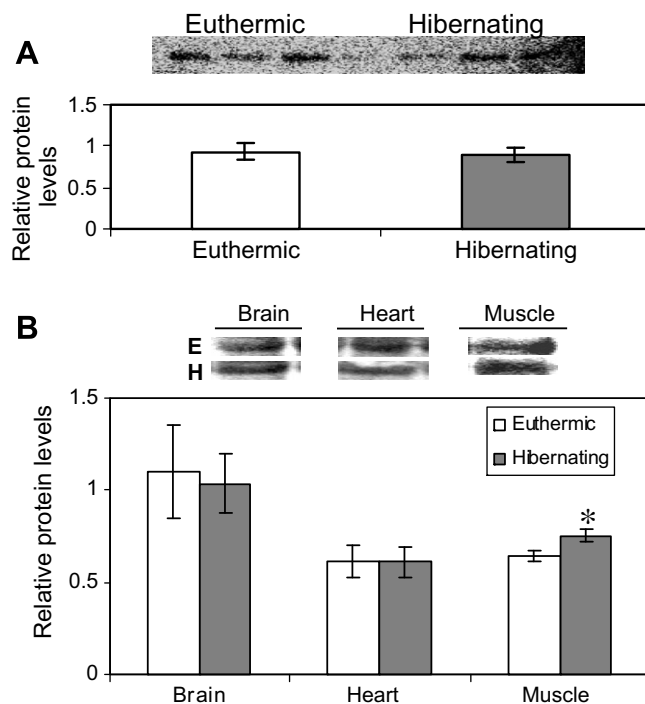 Euthermic Hibernating
A
Relative protein
levels
1.5
1
0.5
0
Euthermic Hibernating
B
Brain Heart Muscle
E
H
Relative protein levels
1.5
1
0.5
0
Euthermic
Hibernating
*
Brain Heart Muscle